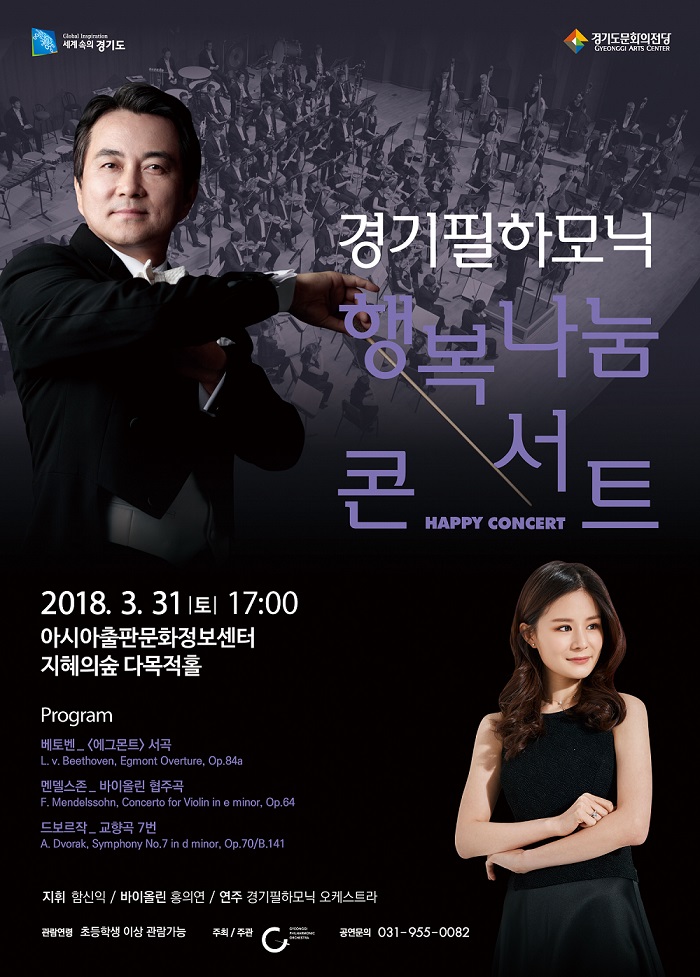 Global Inspiration
세계 속의 경기도
경기도문화의전당
GYEONGGI ARTS CENTER
경기필하모닉
행복나눔
콘서트
HAPPY CONCERT
2018. 3. 31 |토| 17:00
아시아출판문화정보센터
지혜의숲 다목적홀
Program
베토벤_ 〈에그몬트〉 서곡
L. v. Beethoven, Egmont Overture, Op.84a
멘델스존_ 바이올린 협주곡
F. Mendelssohn, Concerto for Violin in e minor, Op.64
드보르작_ 교향곡 7번
A. Dvorak, Symphony No.7 in d minor, Op.70/B.141
지휘 함신익 / 바이올린 홍의연 / 연주 경기필하모닉 오케스트라
관람연령 초등학생 이상 관람가능 주최 / 주관 GYEONGGI PHILHARMONIC ORCHESTRA 공연문의 031-955-0082